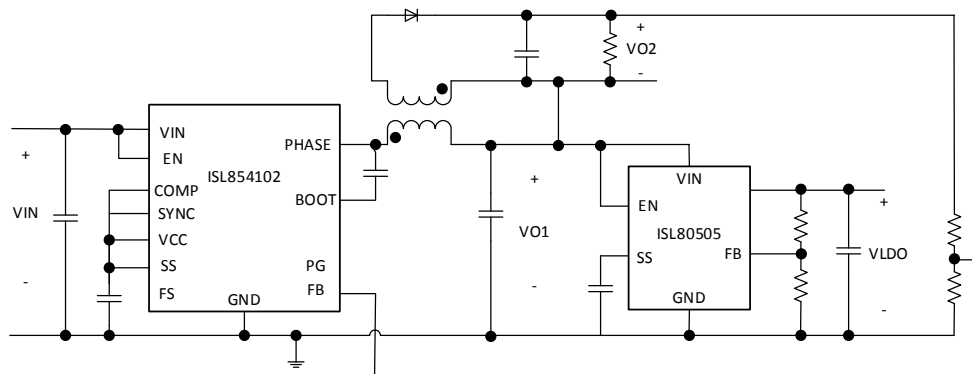 +
VO2
-
VIN
EN
COMP
SYNC
VCC
SS
FS
ISL854102
PHASE
BOOT
PG
FB
GND
+
VIN
-
+
VO1
-
VIN
EN
ISL80505
SS
FB
GND
+
VLDO
-